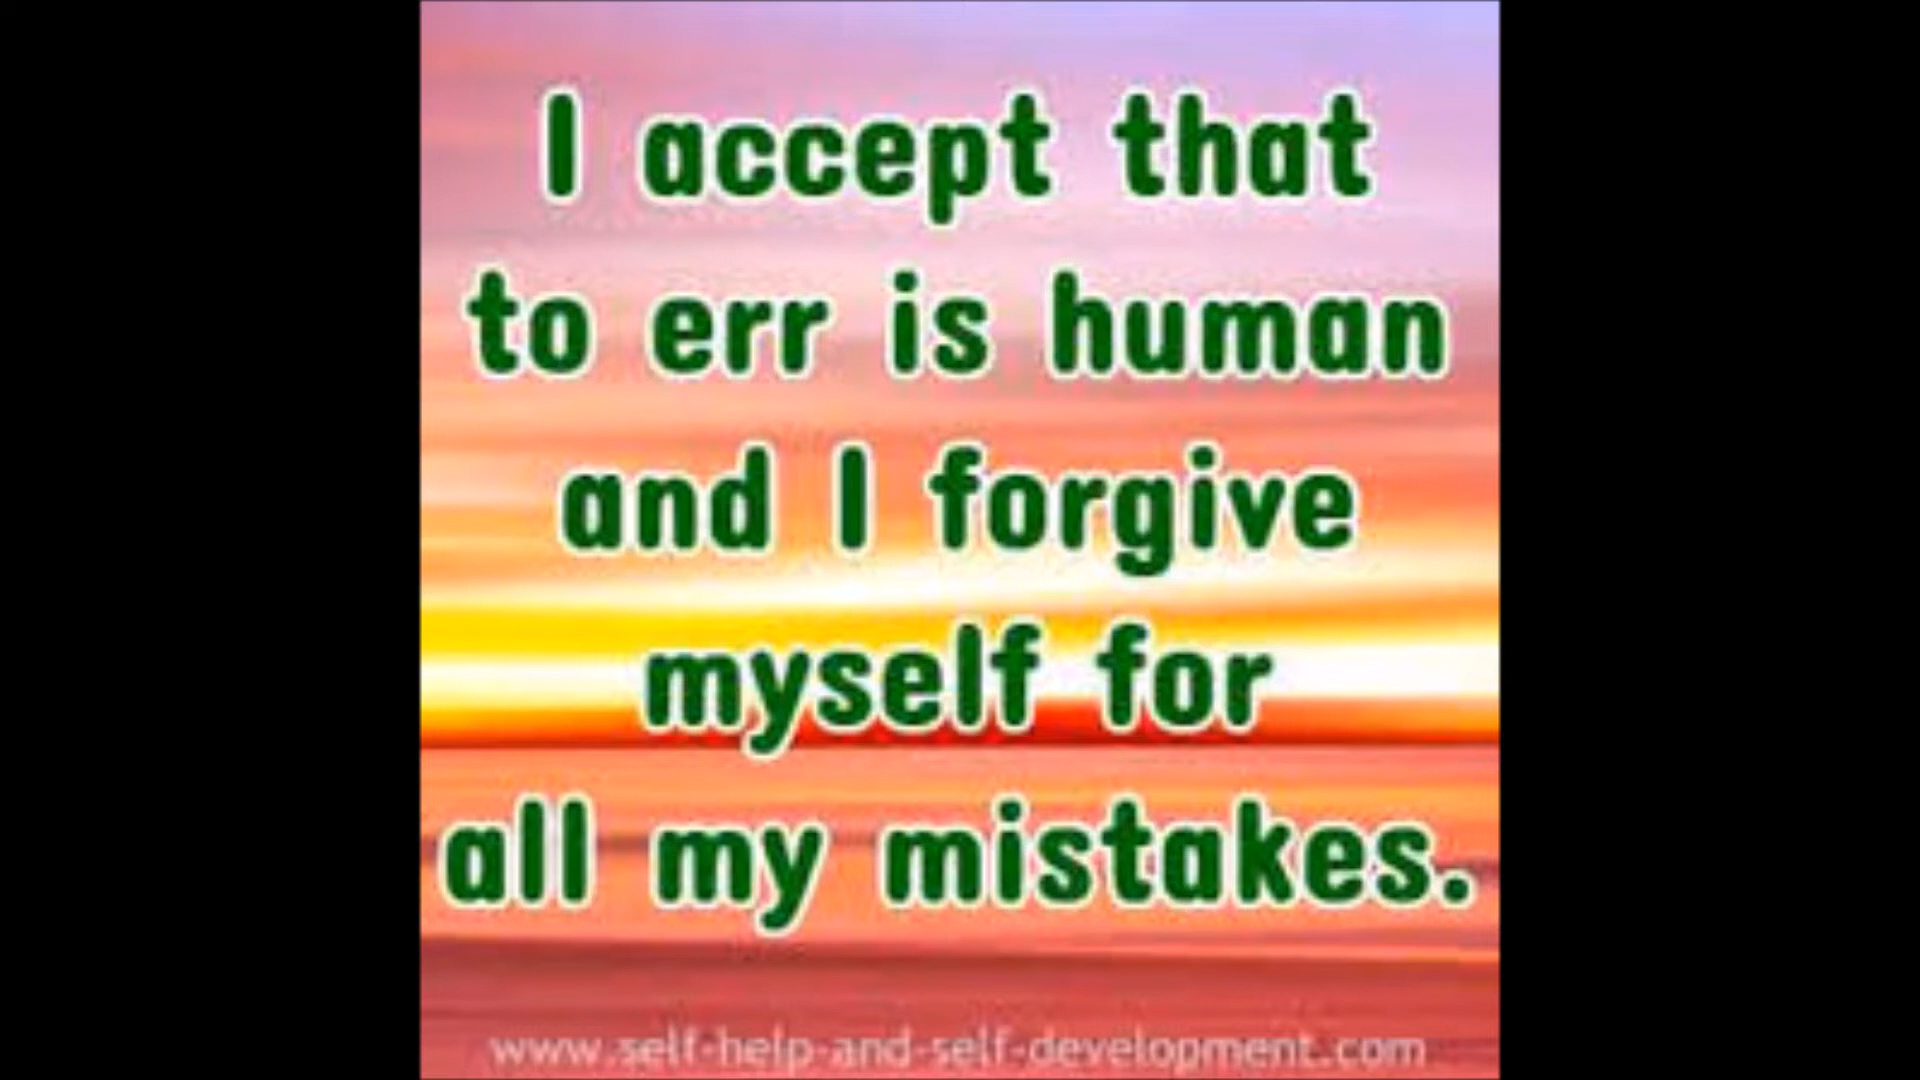 I accept that
to err is human
and I forgive
myself for
all my mistakes.
www.self-help-and-self-development.com